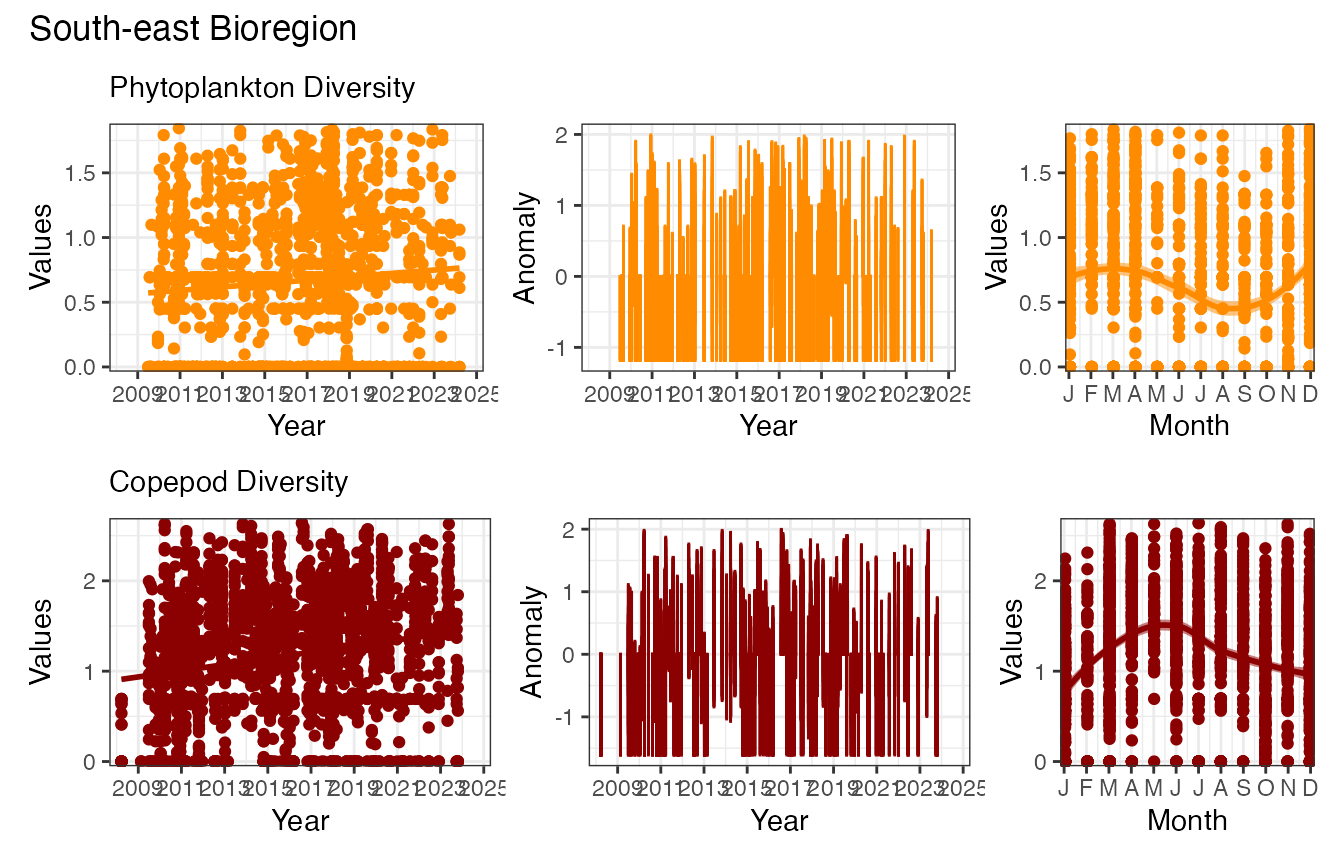 South-east Bioregion
Phytoplankton Diversity
Values
1.5
1.0
0.5
0.0
2009 2011 2013 2015 2017 2019 2021 2023 2025
Year
Anomaly
2
1
0
-1
2009 2011 2013 2015 2017 2019 2021 2023 2025
Year
Values
1.5
1.0
0.5
0.0
J F M A M J J A S O N D
Month
Copepod Diversity
Values
2
1
0
2009 2011 2013 2015 2017 2019 2021 2023 2025
Year
Anomaly
2
1
0
-1
2009 2011 2013 2015 2017 2019 2021 2023 2025
Year
Values
2
1
0
J F M A M J J A S O N D
Month